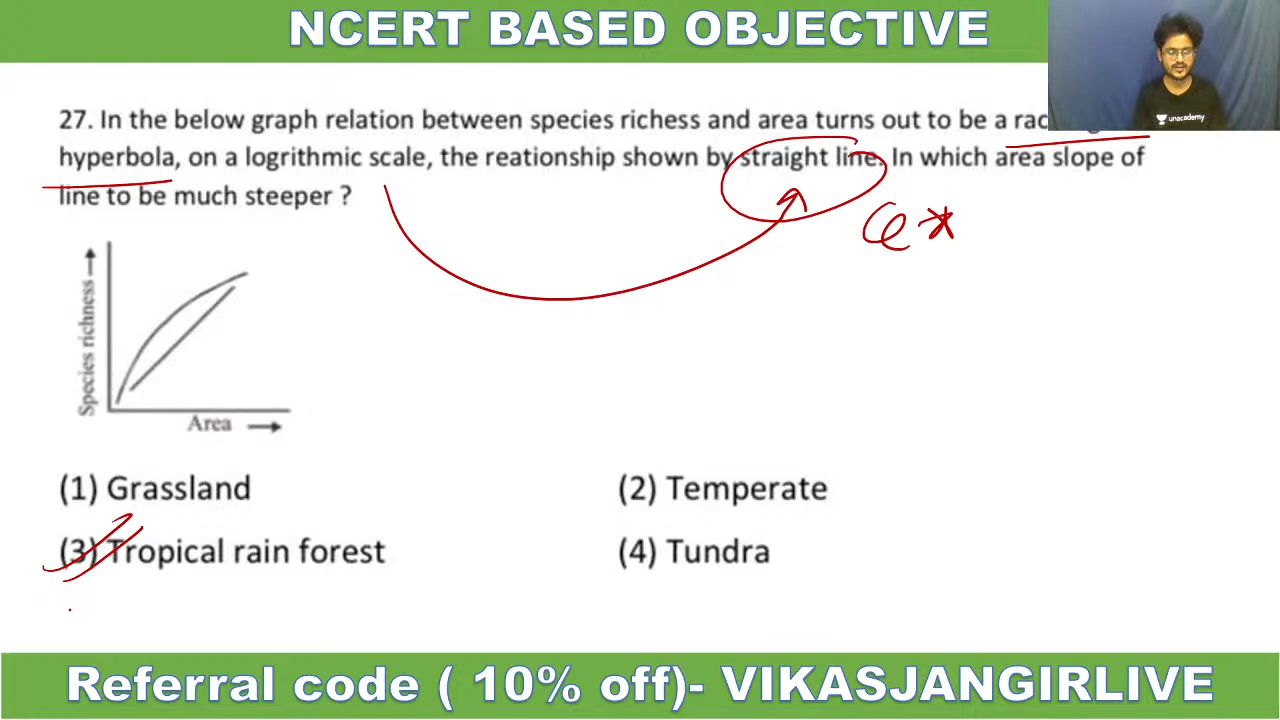 NCERT BASED OBJECTIVE
unacademy
27. In the below graph relation between species richess and area turns out to be a
hyperbola, on a logrithmic scale, the reationship shown by straight line. In which area slope of
line to be much steeper ?
Species richness
Area
(1) Grassland
(2) Temperate
(3) Tropical rain forest
(4) Tundra
Referral code ( 10% off)- VIKASJANGIRLIVE